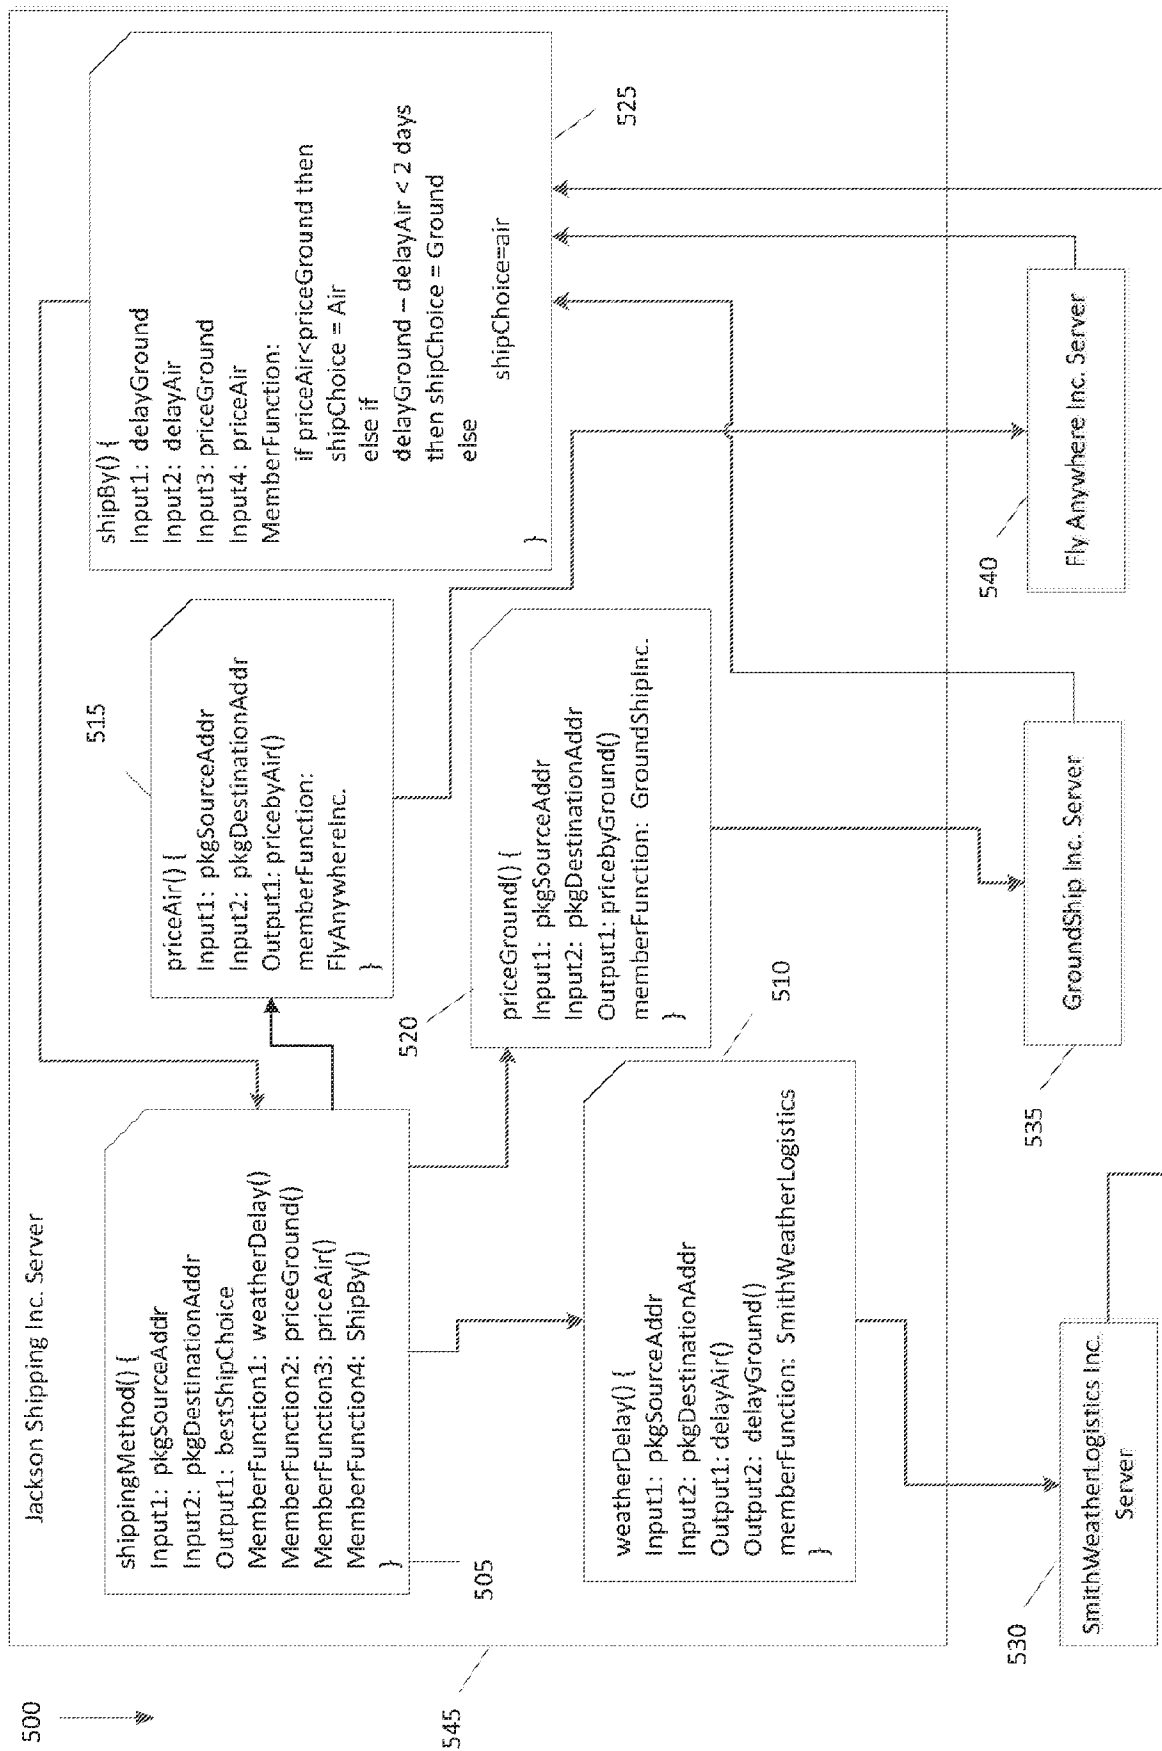 500
Jackson Shipping Inc. Server
545
shippingMethod() {
Input1: pkgSourceAddr
Input2: pkgDestinationAddr
Output1: bestShipChoice
MemberFunction1: weatherDelay()
MemberFunction2: priceGround()
MemberFunction3: priceAir()
MemberFunction4: ShipBy()
}
505
priceAir() {
Input1: pkgSourceAddr
Input2: pkgDestinationAddr
Output1: pricebyAir()
memberFunction:
FlyAnywhereInc.
}
515
shipBy() {
Input1: delayGround
Input2: delayAir
Input3: priceGround
Input4: priceAir
MemberFunction:
if priceAir<priceGround then
shipChoice = Air
else if
delayGround – delayAir < 2 days
then shipChoice = Ground
else
shipChoice=air
}
525
520
priceGround() {
Input1: pkgSourceAddr
Input2: pkgDestinationAddr
Output1: pricebyGround()
memberFunction: GroundShipInc.
}
weatherDelay() {
Input1: pkgSourceAddr
Input2: pkgDestinationAddr
Output1: delayAir()
Output2: delayGround()
memberFunction: SmithWeatherLogistics
}
510
530
SmithWeatherLogistics Inc.
Server
535
GroundShip Inc. Server
540
Fly Anywhere Inc. Server